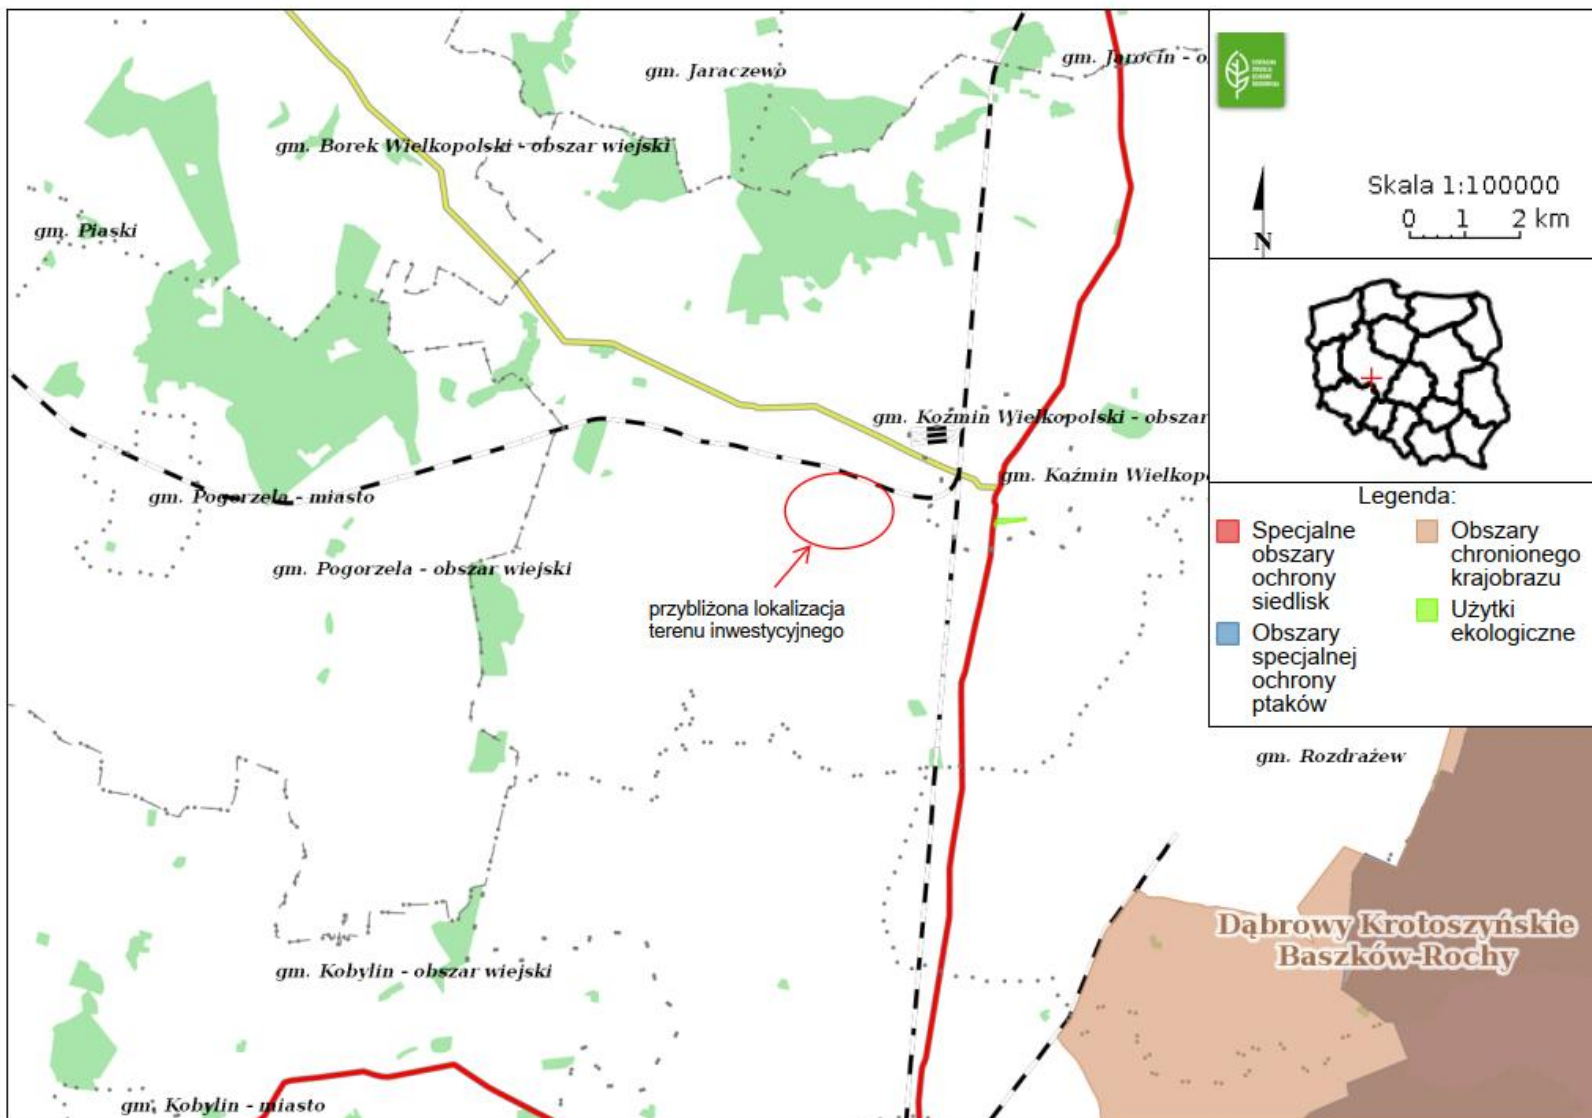 gm. Jaraczewo
gm. Jarocin - o
gm. Borek Wielkopolski - obszar wiejski
gm. Piaski
gm. Koźmin Wielkopolski - obszar
gm. Koźmin Wielkop
gm. Pogorzela - miasto
gm. Pogorzela - obszar wiejski
przybliżona lokalizacja
terenu inwestycyjnego
gm. Rozdrażew
Dąbrowy Krotoszyńskie
Baszków-Rochy
gm. Kobylin - obszar wiejski
gm. Kobylin - miasto
Skala 1:100000
0 1 2 km
N
Legenda:
Specjalne
obszary
ochrony
siedlisk
Obszary
specjalnej
ochrony
ptaków
Obszary
chronionego
krajobrazu
Użytki
ekologiczne